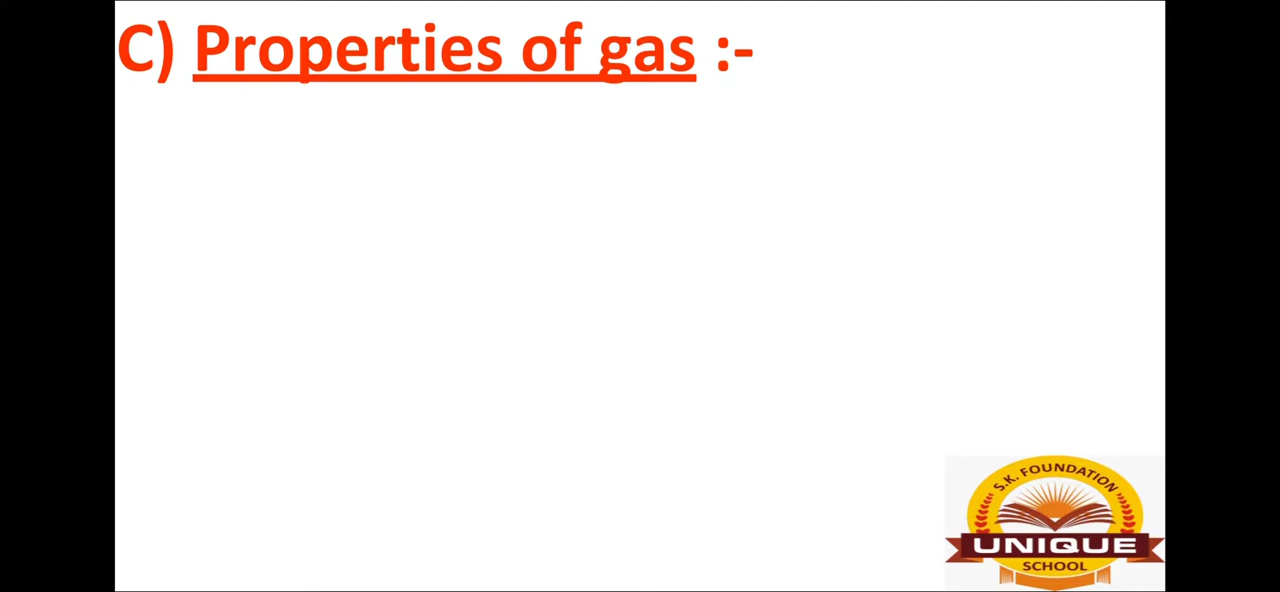 C) Properties of gas :-
S.K. FOUNDATION
UNIQUE
SCHOOL